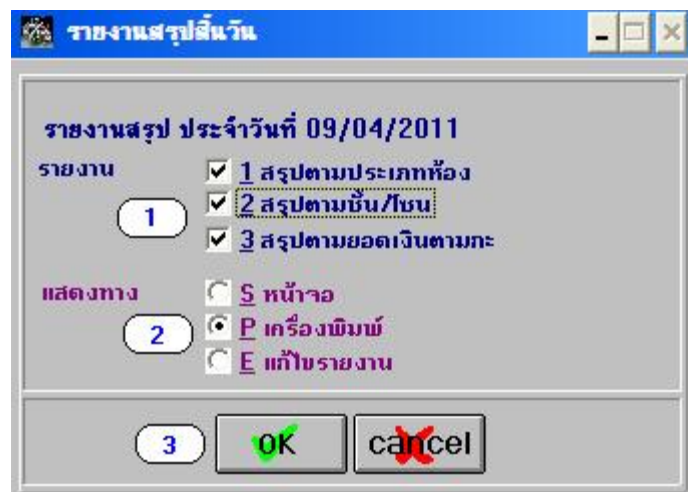 รายงานสรุปสิ้นวัน
รายงานสรุป ประจำวันที่ 09/04/2011
รายงาน
1 สรุปตามประเภทห้อง
1
2 สรุปตามชั้น/โซน
3 สรุปตามยอดเงินตามกะ
แสดงทาง
S หน้าจอ
2
P เครื่องพิมพ์
E แก้ไขรายงาน
3
OK
cancel